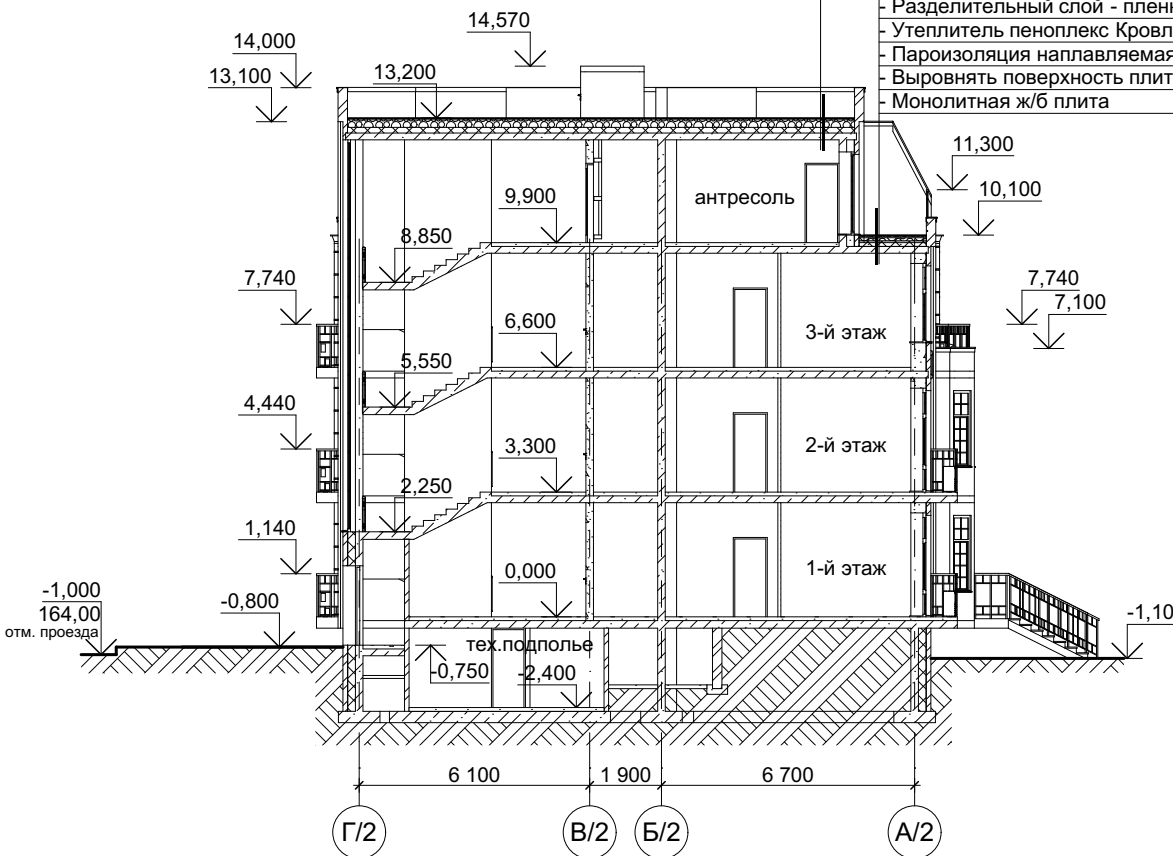 - Разделительный слой - плен
- Утеплитель пеноплекс Кровл
- Пароизоляция наплавляемая
- Выровнять поверхность плит
- Монолитная ж/б плита
14,570
14,000
13,200
13,100
11,300
10,100
антресоль
9,900
8,850
7,740
7,740
7,100
6,600
3-й этаж
5,550
4,440
2-й этаж
3,300
2,250
1,140
1-й этаж
0,000
-1,000
164,00
отм. проезда
-0,800
-1,10
тех.подполье
-0,750
-2,400
6 100
1 900
6 700
Г/2
В/2
Б/2
А/2